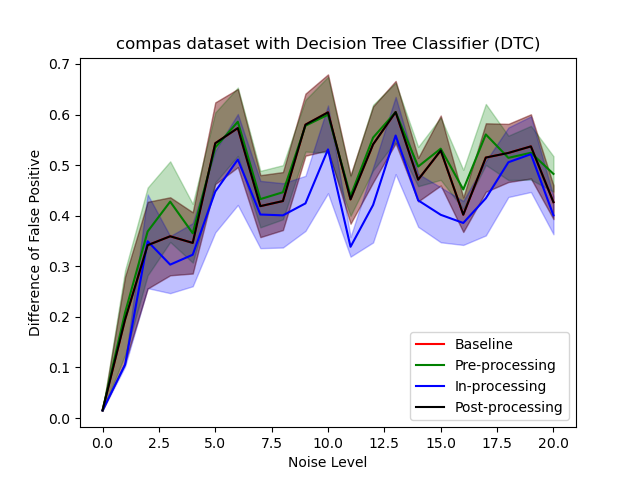 compas dataset with Decision Tree Classifier (DTC)
Difference of False Positive
0.7
0.6
0.5
0.4
0.3
0.2
0.1
0.0
Baseline
Pre-processing
In-processing
Post-processing
0.0 2.5 5.0 7.5 10.0 12.5 15.0 17.5 20.0
Noise Level